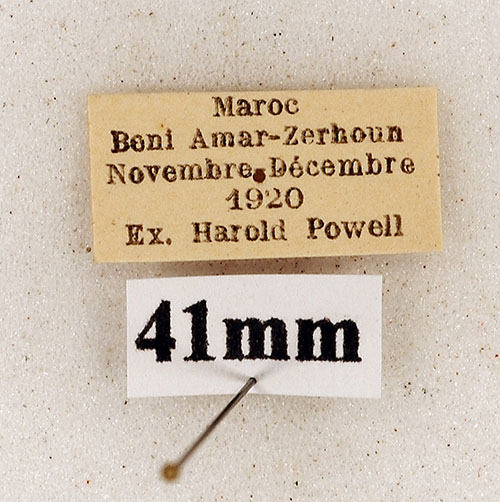 Maroc
Beni Amar-Zerhoun
Novembre-Décembre
1920
Ex. Harold Powell
41mm